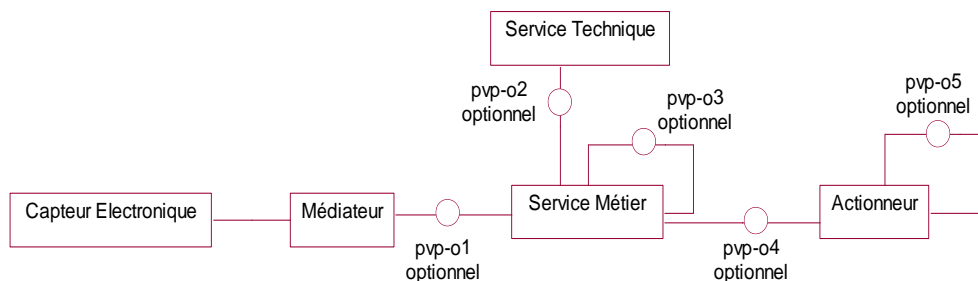 Service Technique
pvp-o2
optionnel
pvp-o3
optionnel
pvp-o5
optionnel
Capteur Electronique
Médiateur
Service Métier
Actionneur
pvp-o1
optionnel
pvp-o4
optionnel